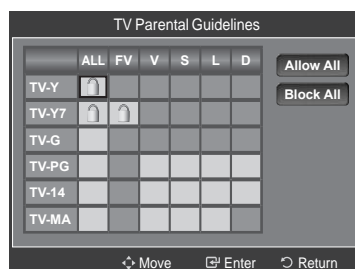 TV Parental Guidelines
ALL FV V S L D
Allow All
Block All
TV-Y
TV-Y7
TV-G
TV-PG
TV-14
TV-MA
Move Enter Return